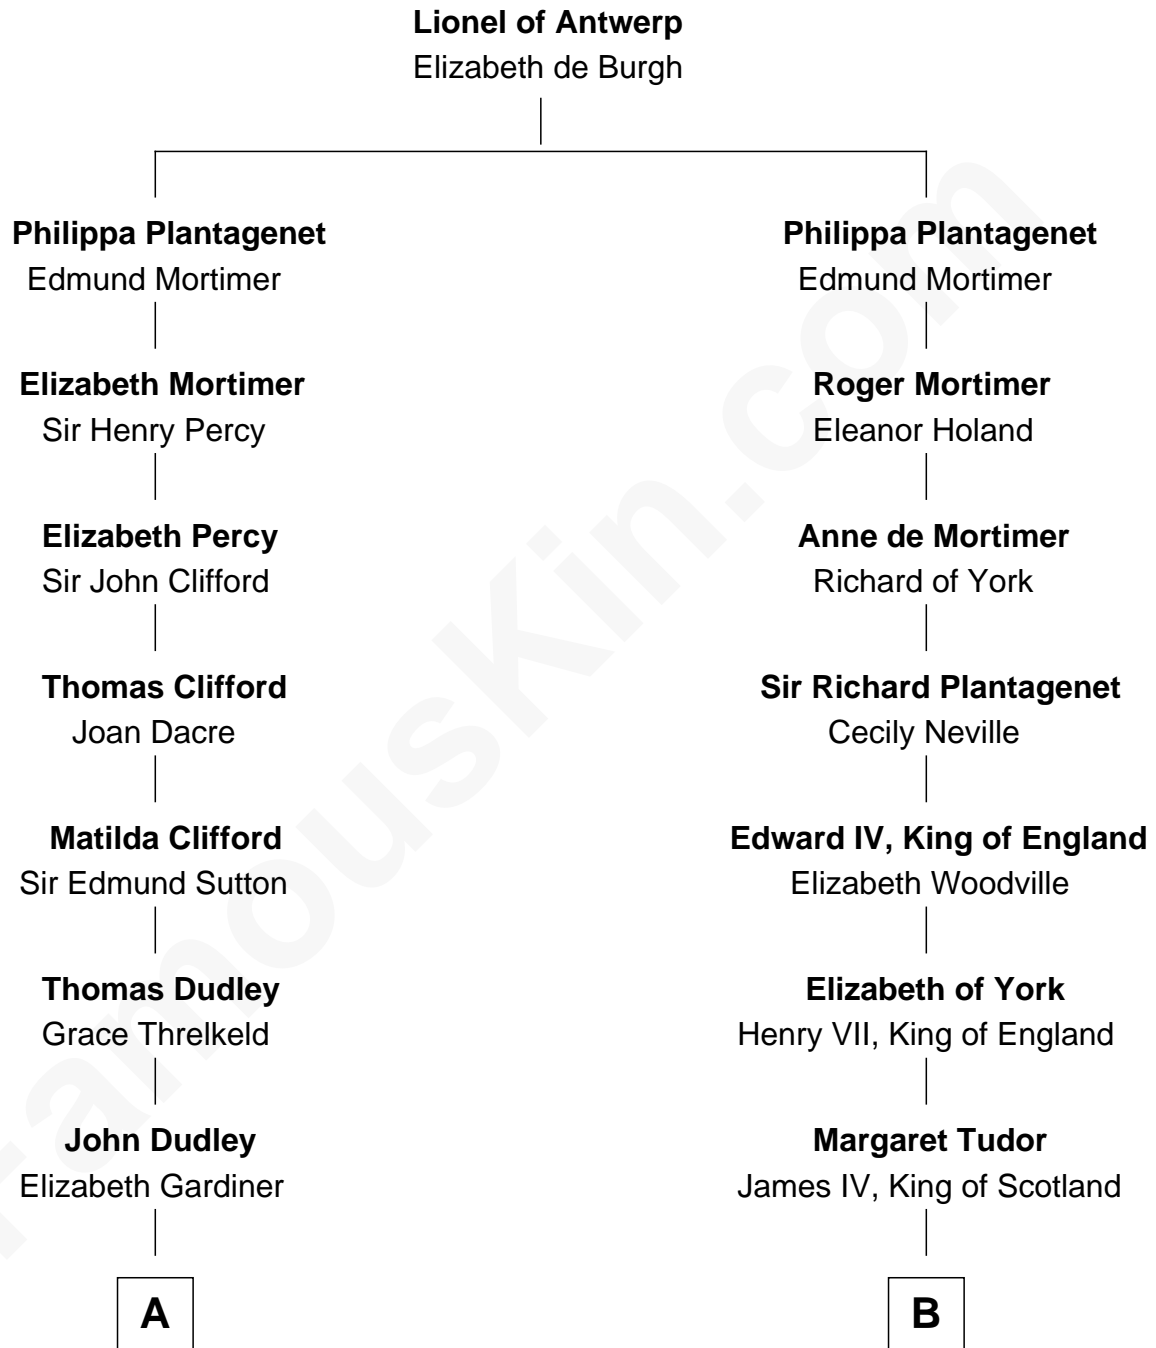 Lionel of Antwerp
Elizabeth de Burgh
Philippa Plantagenet
Edmund Mortimer
Elizabeth Mortimer
Sir Henry Percy
Elizabeth Percy
Sir John Clifford
Thomas Clifford
Joan Dacre
Matilda Clifford
Sir Edmund Sutton
Thomas Dudley
Grace Threlkeld
John Dudley
Elizabeth Gardiner
A
Philippa Plantagenet
Edmund Mortimer
Roger Mortimer
Eleanor Holand
Anne de Mortimer
Richard of York
Sir Richard Plantagenet
Cecily Neville
Edward IV, King of England
Elizabeth Woodville
Elizabeth of York
Henry VII, King of England
Margaret Tudor
James IV, King of Scotland
B
FamousKin.com